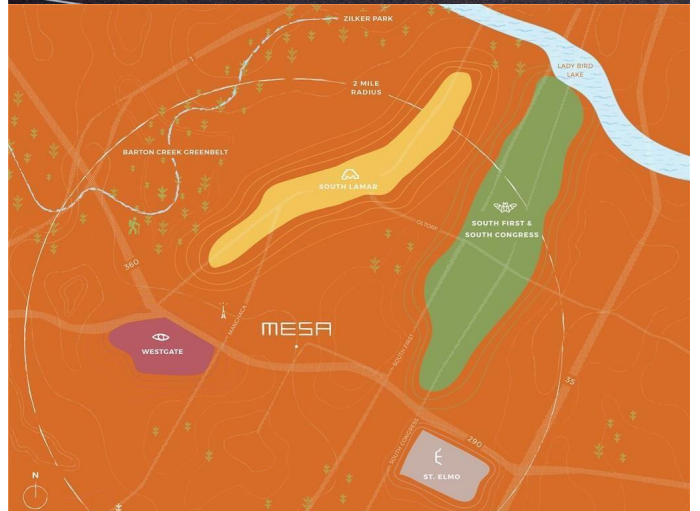 ZILKER PARK
LADY BIRD
LAKE
2 MILE
RADIUS
BARTON CREEK GREENBELT
SOUTH LAMAR
OLTORF
SOUTH FIRST &
SOUTH CONGRESS
360
MANCHACA
MESA
WESTGATE
SOUTH FIRST
35
SOUTH CONGRESS
290
ST. ELMO
N